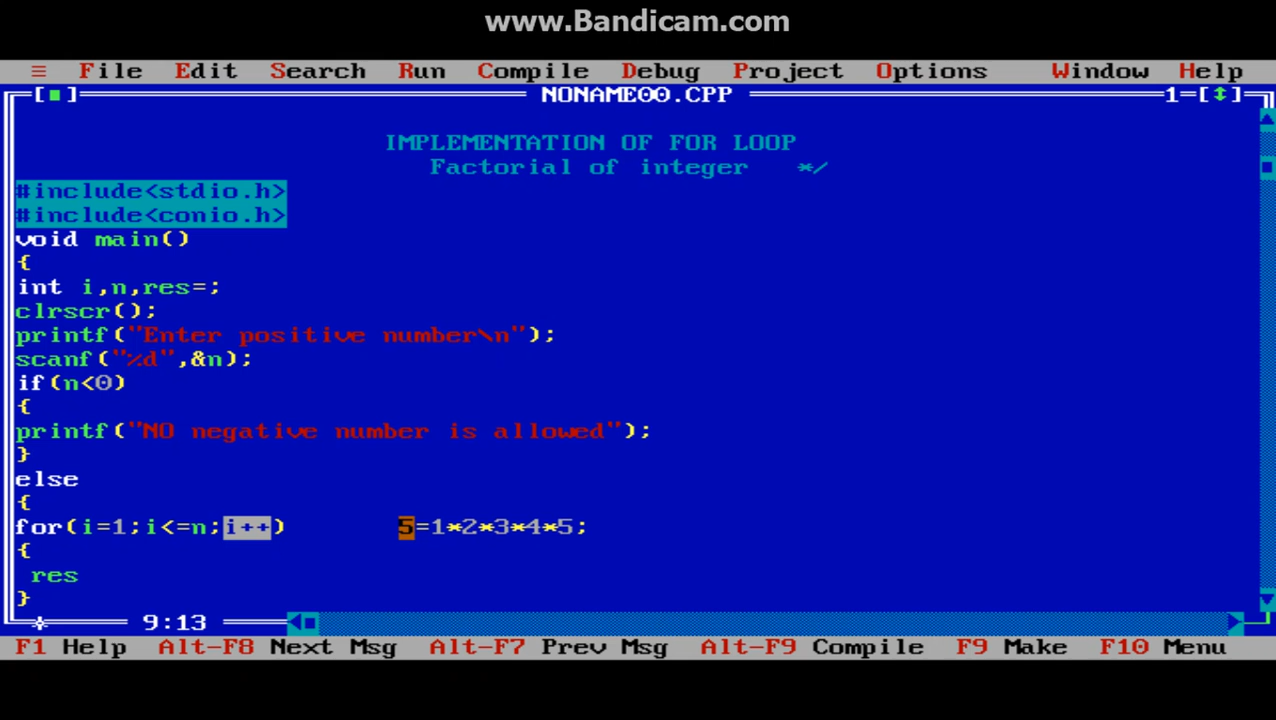 www.Bandicam.com
≡ File Edit Search Run Compile Debug Project Options Window Help
[■] NONAME00.CPP 1=[↕]
IMPLEMENTATION OF FOR LOOP
Factorial of integer */
#include<stdio.h>
#include<conio.h>
void main()
{
int i,n,res=;
clrscr();
printf("Enter positive number\n");
scanf("%d",&n);
if(n<0)
{
printf("NO negative number is allowed");
}
else
{
for(i=1;i<=n;i++) 5=1*2*3*4*5;
{
res
}
9:13
F1 Help Alt-F8 Next Msg Alt-F7 Prev Msg Alt-F9 Compile F9 Make F10 Menu